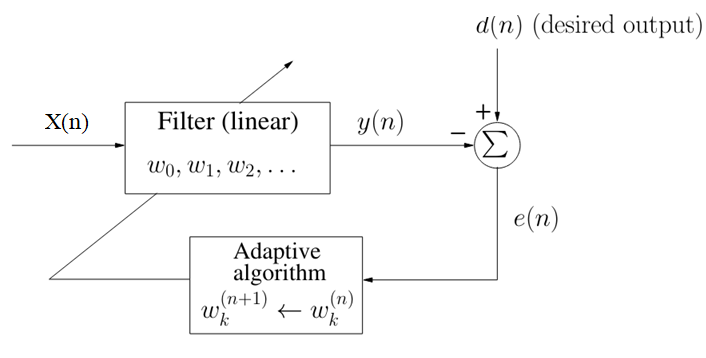 d(n) (desired output)
X(n)
Filter (linear)
y(n)
+
−
Σ
w₀, w₁, w₂, . . .
e(n)
Adaptive
algorithm
wₖ⁽ⁿ⁺¹⁾ ← wₖ⁽ⁿ⁾